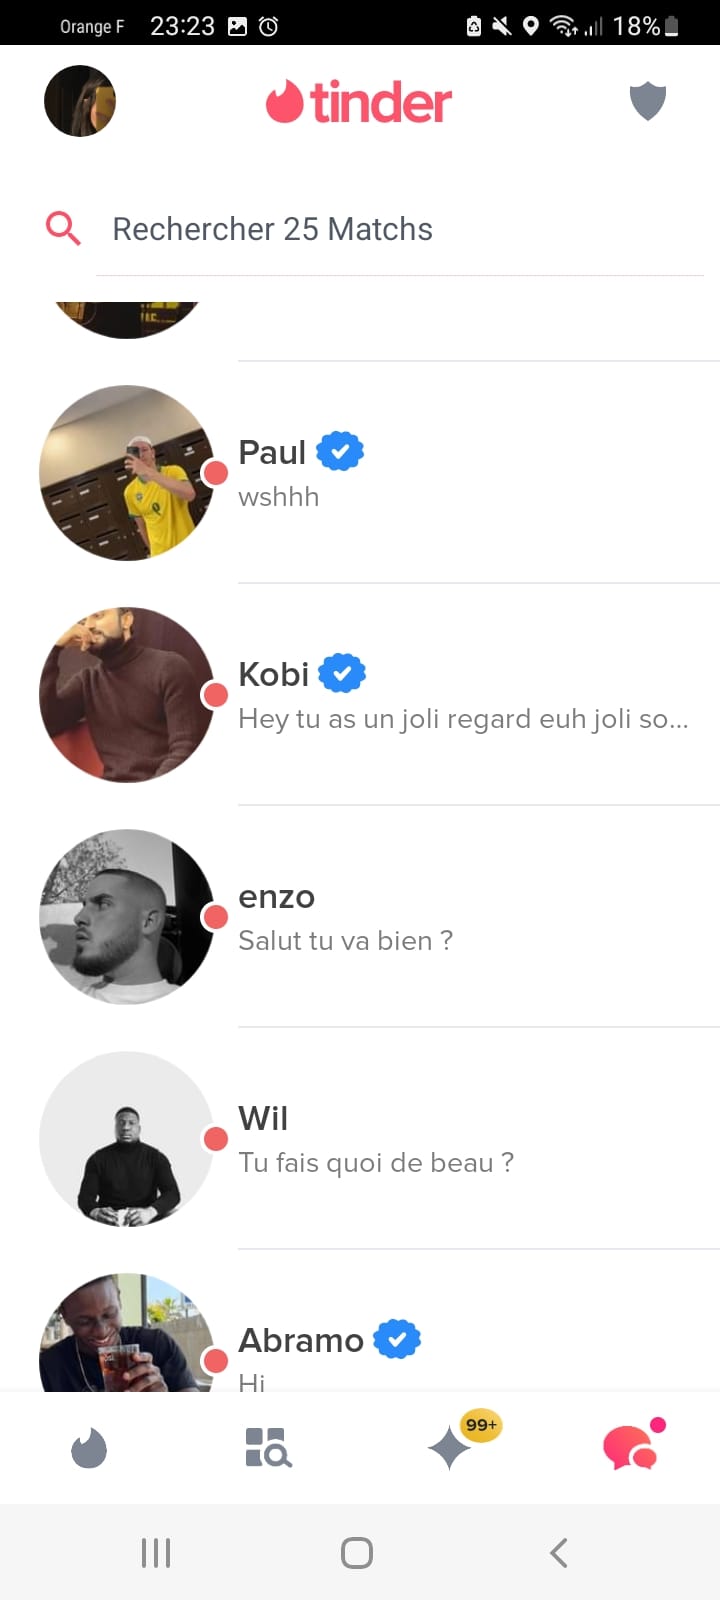 Orange F 23:23 18%
tinder
Rechercher 25 Matchs
Paul
wshhh
Kobi
Hey tu as un joli regard euh joli so...
enzo
Salut tu va bien ?
Wil
Tu fais quoi de beau ?
Abramo
Hi
99+